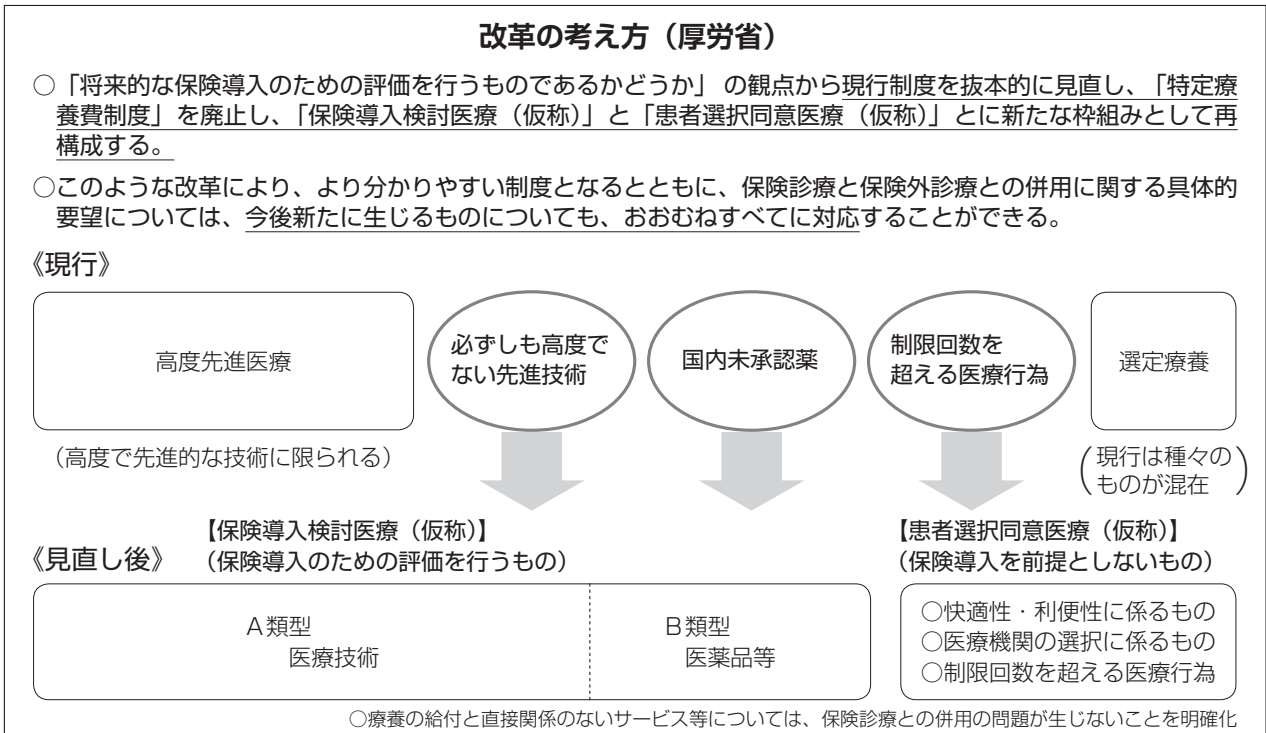 改革の考え方（厚労省）
○「将来的な保険導入のための評価を行うものであるかどうか」の観点から現行制度を抜本的に見直し、「特定療
養費制度」を廃止し、「保険導入検討医療（仮称）」と「患者選択同意医療（仮称）」とに新たな枠組みとして再
構成する。
○このような改革により、より分かりやすい制度となるとともに、保険診療と保険外診療との併用に関する具体的
要望については、今後新たに生じるものについても、おおむねすべてに対応することができる。
《現行》
高度先進医療
必ずしも高度で
ない先進技術
国内未承認薬
制限回数を
超える医療行為
選定療養
（高度で先進的な技術に限られる）
（現行は種々の
ものが混在）
【保険導入検討医療（仮称）】
【患者選択同意医療（仮称）】
《見直し後》
（保険導入のための評価を行うもの）
（保険導入を前提としないもの）
A類型
医療技術
B類型
医薬品等
○快適性・利便性に係るもの
○医療機関の選択に係るもの
○制限回数を超える医療行為
○療養の給付と直接関係のないサービス等については、保険診療との併用の問題が生じないことを明確化